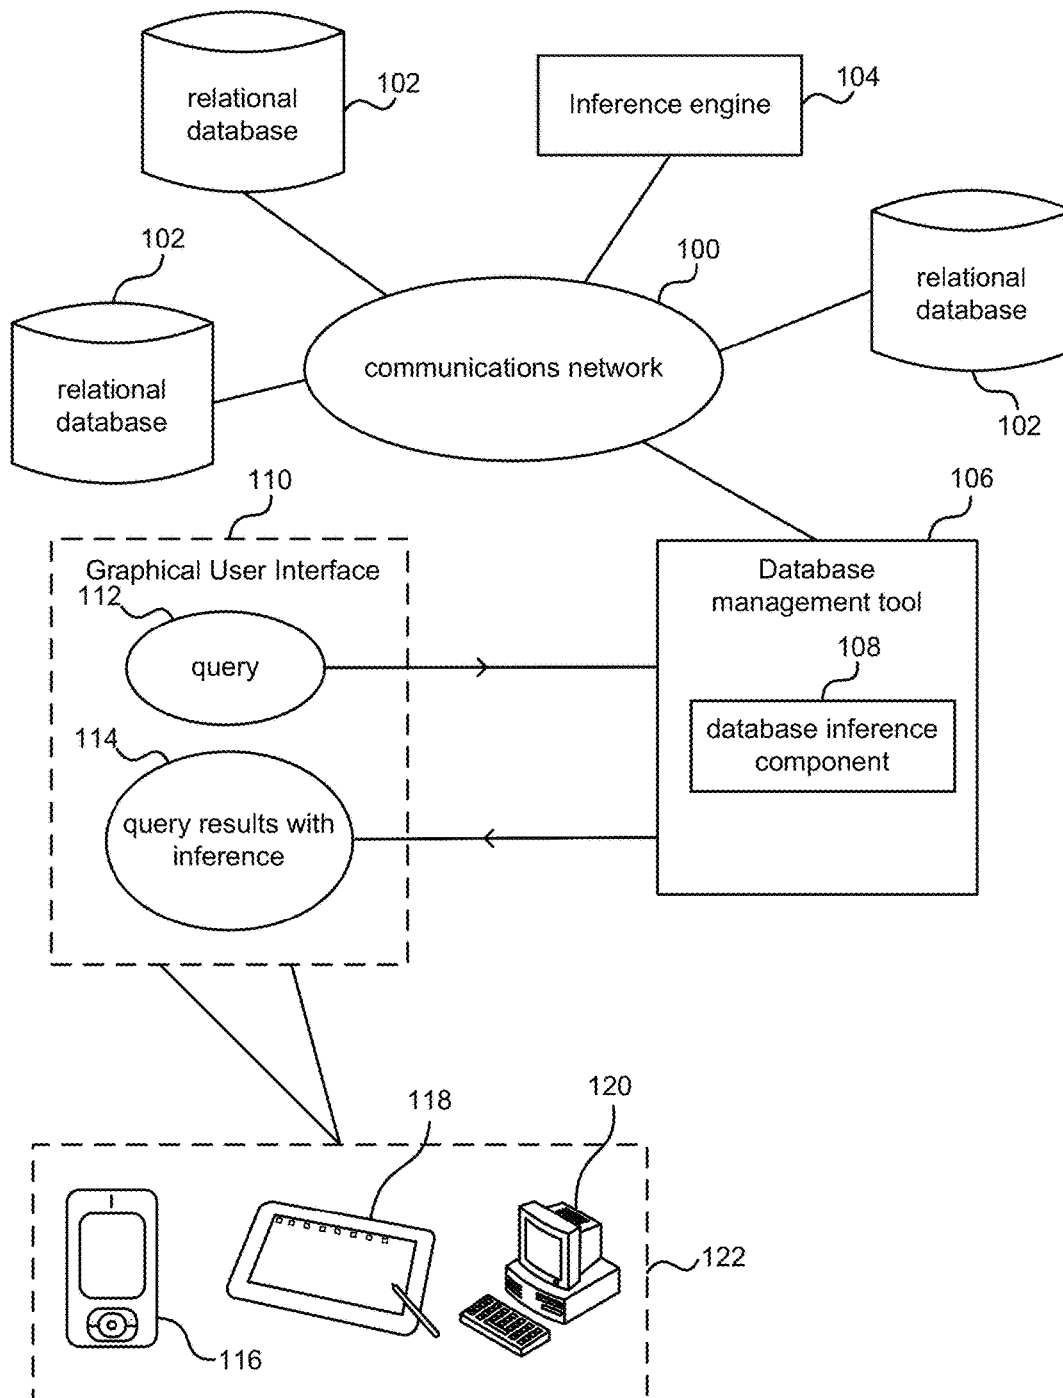 relational
database
102
Inference engine
104
102
relational
database
100
communications network
relational
database
102
110
Graphical User Interface
112
query
114
query results with
inference
106
Database
management tool
108
database inference
component
118
120
116
122